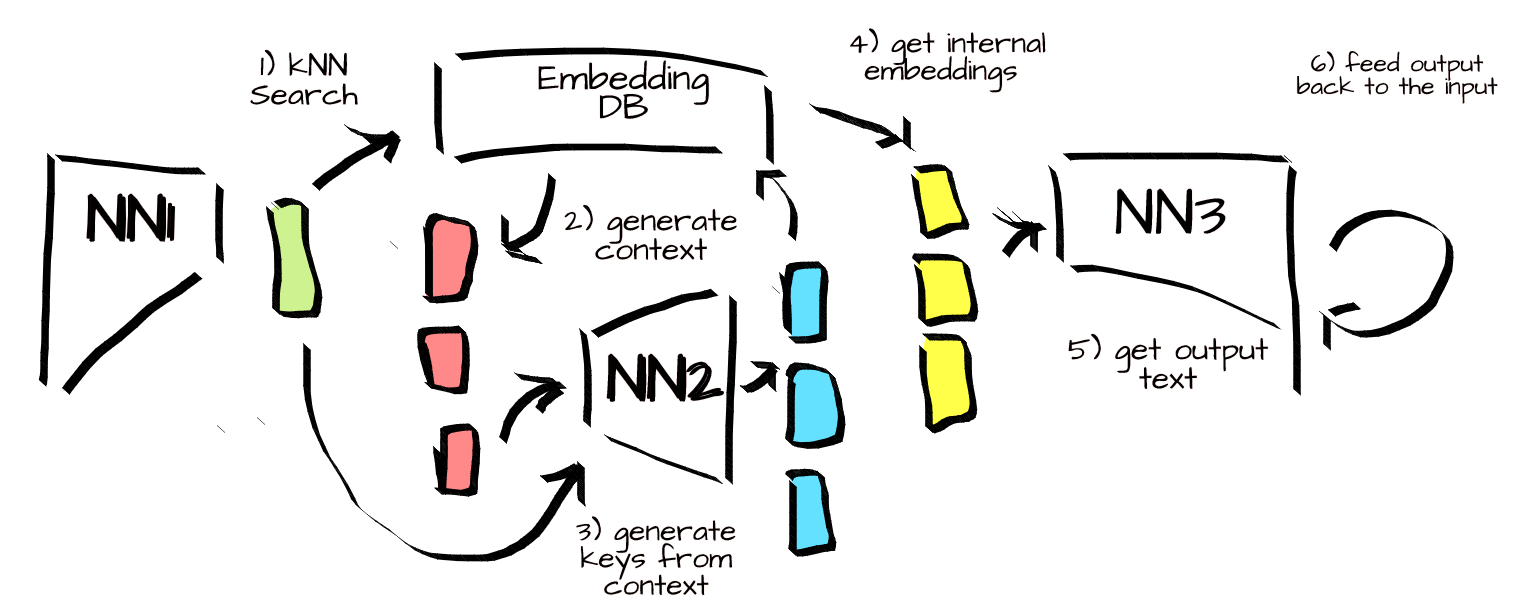 1) kNN
Search
Embedding
DB
4) get internal
embeddings
6) feed output
back to the input
NN1
2) generate
context
NN3
NN2
5) get output
text
3) generate
keys from
context